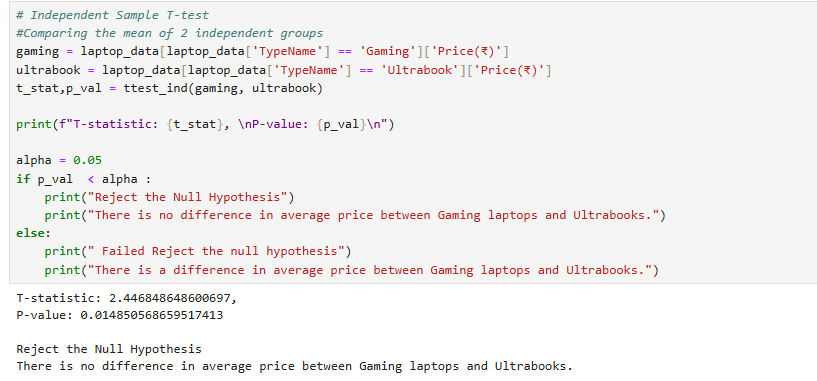 # Independent Sample T-test
#Comparing the mean of 2 independent groups
gaming = laptop_data[laptop_data['TypeName'] == 'Gaming']['Price(₹)']
ultrabook = laptop_data[laptop_data['TypeName'] == 'Ultrabook']['Price(₹)']
t_stat,p_val = ttest_ind(gaming, ultrabook)
print(f"T-statistic: {t_stat}, \nP-value: {p_val}\n")
alpha = 0.05
if p_val  < alpha :
    print("Reject the Null Hypothesis")
    print("There is no difference in average price between Gaming laptops and Ultrabooks.")
else:
    print(" Failed Reject the null hypothesis")
    print("There is a difference in average price between Gaming laptops and Ultrabooks.")
T-statistic: 2.446848648600697,
P-value: 0.014850568659517413
Reject the Null Hypothesis
There is no difference in average price between Gaming laptops and Ultrabooks.